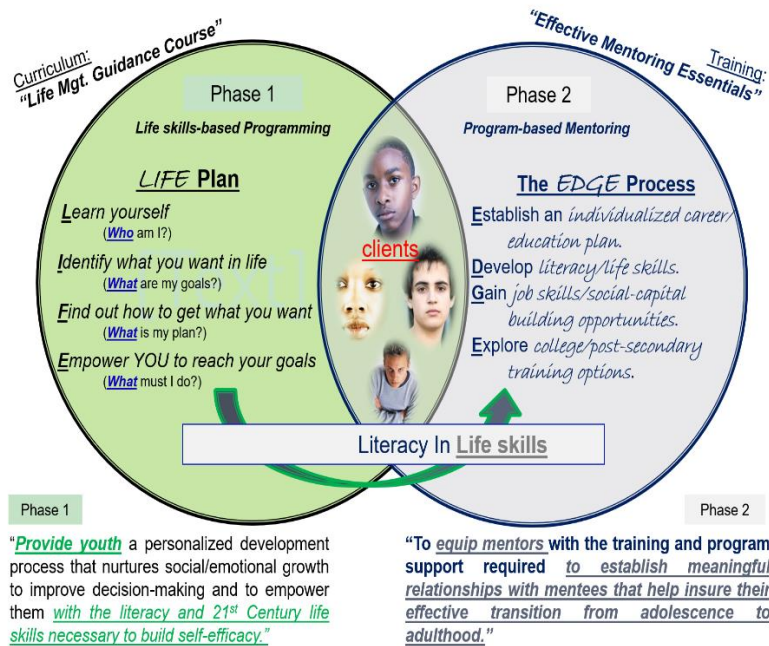 Curriculum:
“Life Mgt. Guidance Course”
“Effective Mentoring Essentials”
Training:
Phase 1
Life skills-based Programming
LIFE Plan
Learn yourself
(Who am I?)
Identify what you want in life
(What are my goals?)
Find out how to get what you want
(What is my plan?)
Empower YOU to reach your goals
(What must I do?)
clients
Phase 2
Program-based Mentoring
The EDGE Process
Establish an individualized career/
education plan.
Develop literacy/life skills.
Gain job skills/social-capital
building opportunities.
Explore college/post-secondary
training options.
Literacy In Life skills
Phase 1
“Provide youth a personalized development
process that nurtures social/emotional growth
to improve decision-making and to empower
them with the literacy and 21st Century life
skills necessary to build self-efficacy.”
Phase 2
“To equip mentors with the training and program
support required to establish meaningful
relationships with mentees that help insure their
effective transition from adolescence to
adulthood.”